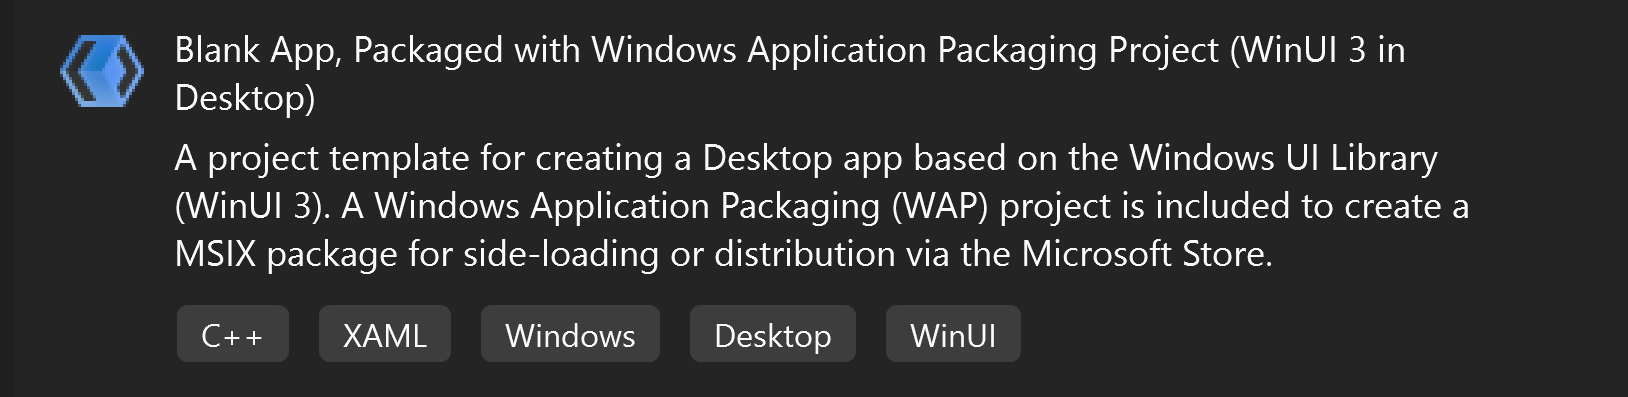 Blank App, Packaged with Windows Application Packaging Project (WinUI 3 in
Desktop)
A project template for creating a Desktop app based on the Windows UI Library
(WinUI 3). A Windows Application Packaging (WAP) project is included to create a
MSIX package for side-loading or distribution via the Microsoft Store.
C++ XAML Windows Desktop WinUI